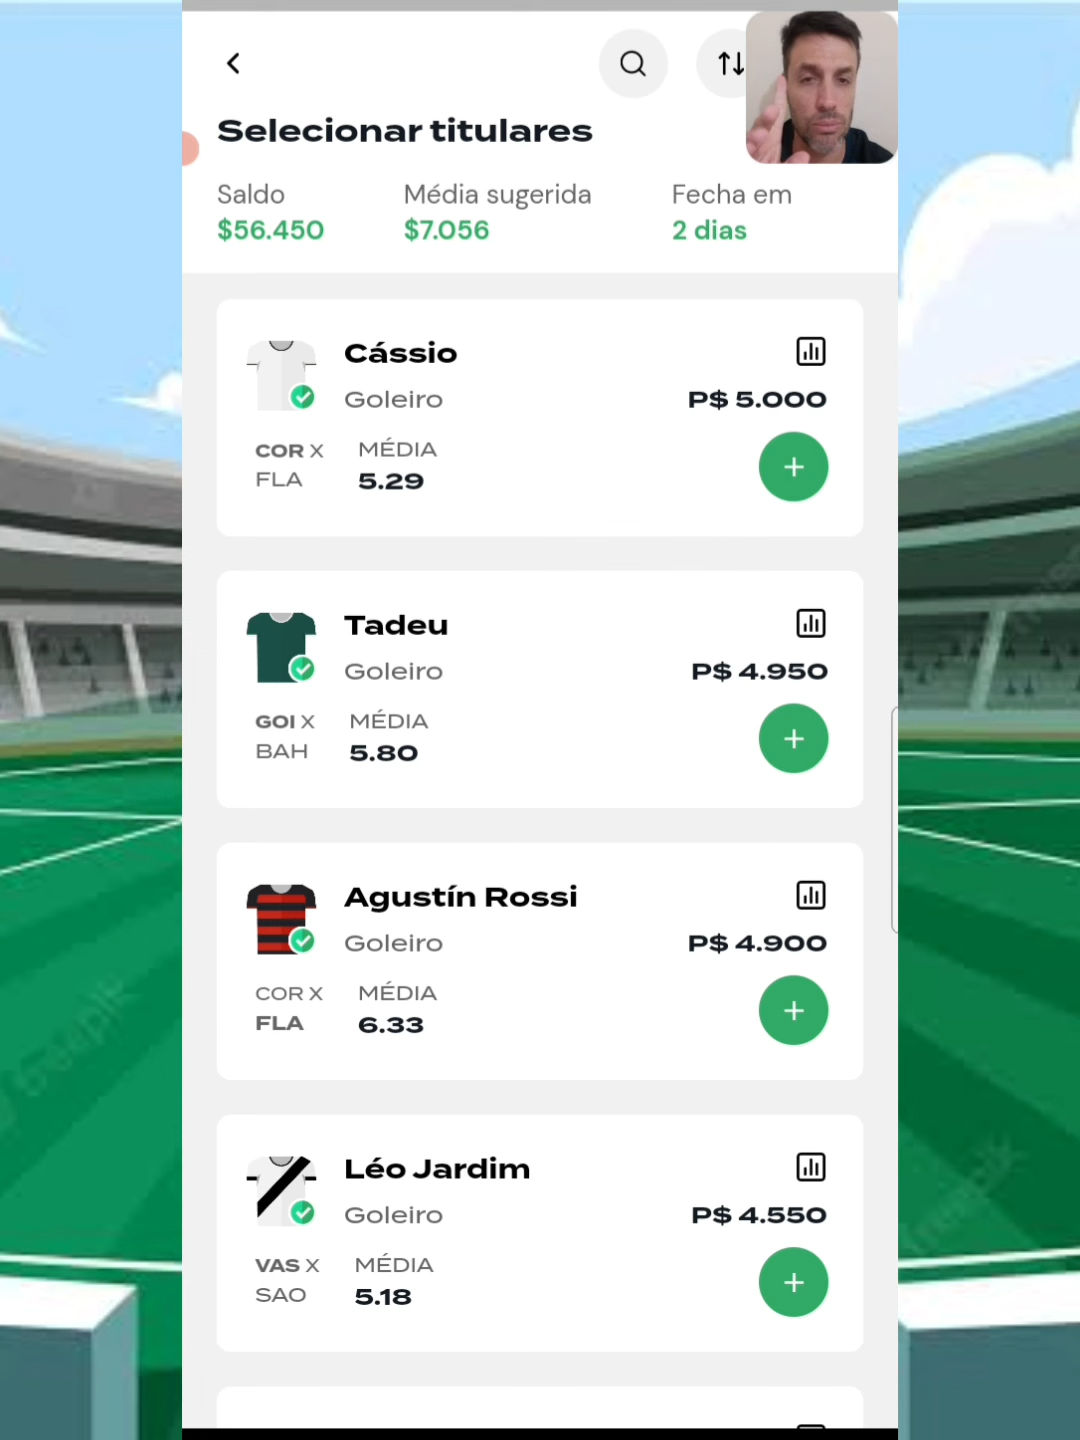 Selecionar titulares
Saldo
$56.450
Média sugerida
$7.056
Fecha em
2 dias
Cássio
Goleiro
P$ 5.000
COR X
FLA
MÉDIA
5.29
Tadeu
Goleiro
P$ 4.950
GOI X
BAH
MÉDIA
5.80
Agustín Rossi
Goleiro
P$ 4.900
COR X
FLA
MÉDIA
6.33
Léo Jardim
Goleiro
P$ 4.550
VAS X
SAO
MÉDIA
5.18